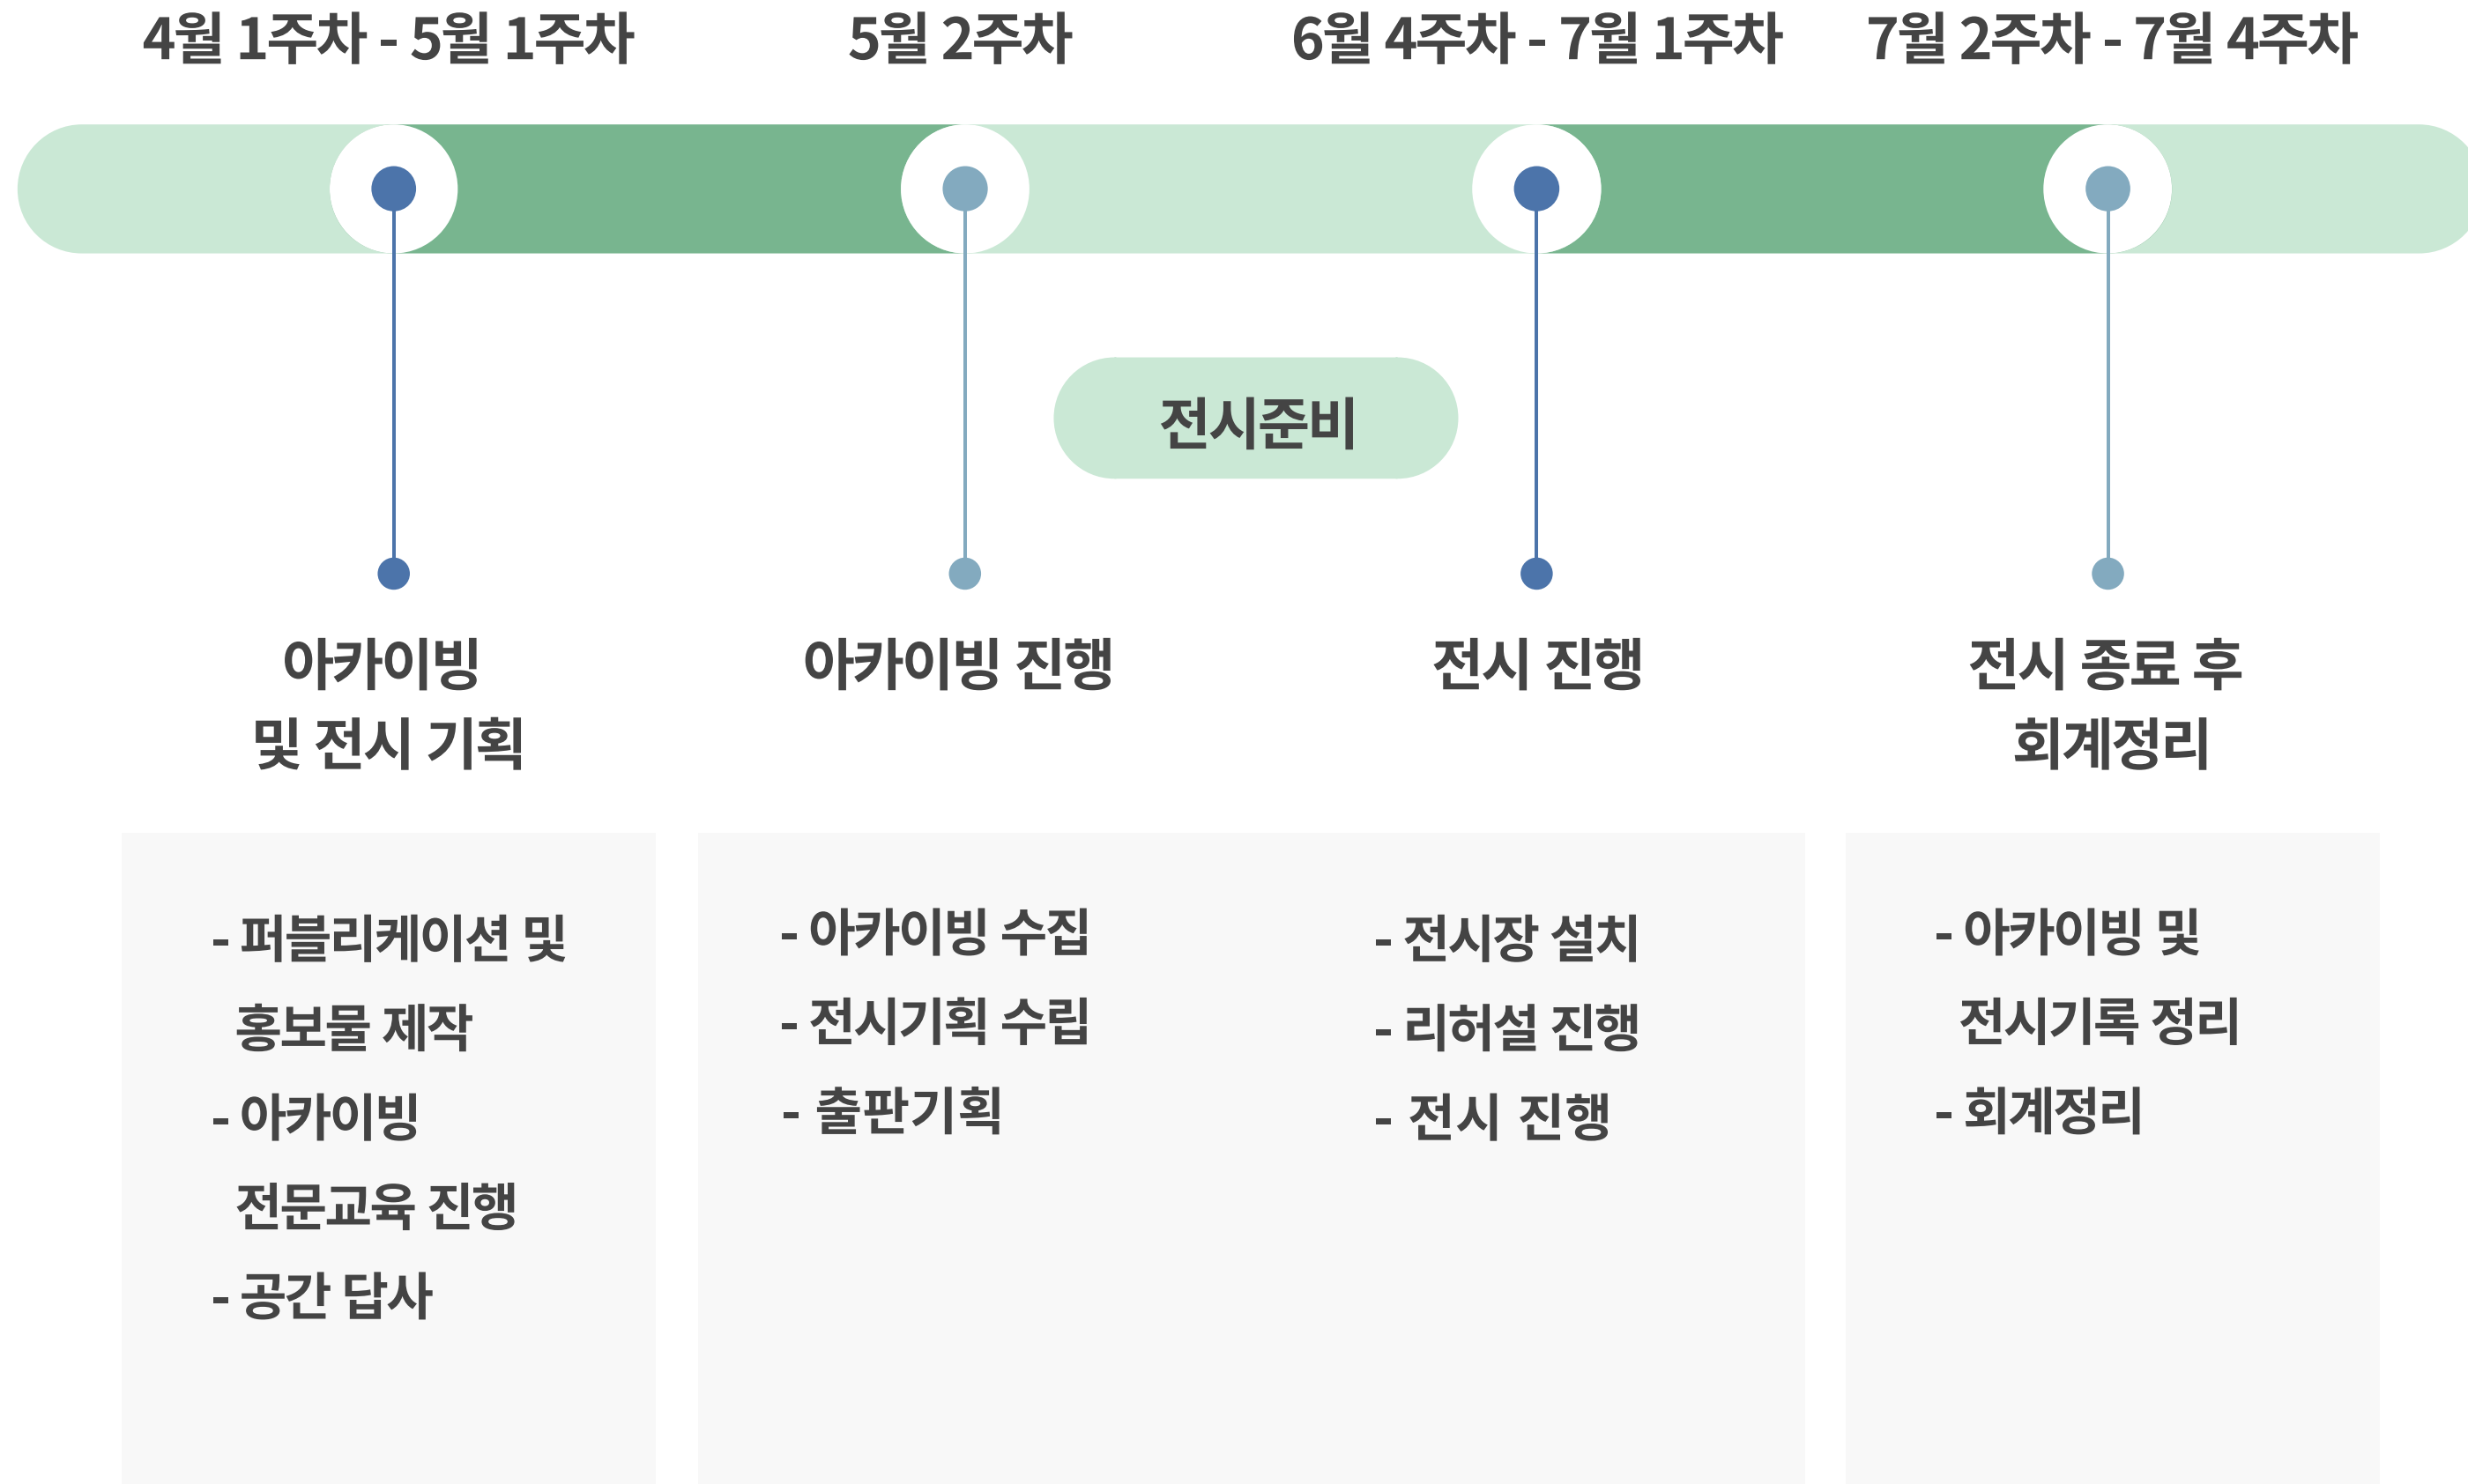 4월 1주차-5월 1주차
5월 2주차
6월 4주차-7월 1주차
7월 2주차-7월 4주차
전시준비
아카이빙
및 전시 기획
아카이브 진행
전시 진행
전시 종료 후
회계정리
-퍼블리케이션 및
홍보물 제작
-아카이빙
전문교육 진행
-공간 답사
- 아카이브 수집
- 전시기획 수립
- 출판기획
-전시장 설치
-리허설 진행
- 전시 진행
-아카이빙 및
전시기록 정리
-회계정리